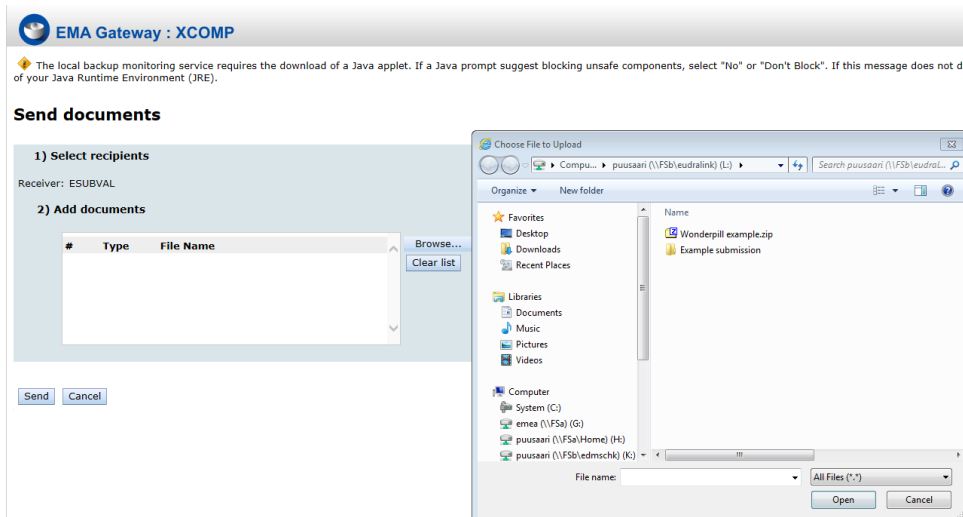 EMA Gateway : XCOMP
The local backup monitoring service requires the download of a Java applet. If a Java prompt suggest blocking unsafe components, select "No" or "Don't Block". If this message does not d
of your Java Runtime Environment (JRE).
Send documents
1) Select recipients
Receiver: ESUBVAL
2) Add documents
# Type File Name
Browse...
Clear list
Send Cancel
Choose File to Upload
Compu... puusaari (\\FSb\eudralink) (L:)
Search puusaari (\\FSb\eudral...
Organize New folder
Favorites
Desktop
Downloads
Recent Places
Libraries
Documents
Music
Pictures
Videos
Computer
System (C:)
emea (\\FSa) (G:)
puusaari (\\FSa\Home) (H:)
puusaari (\\FSb\edmschk) (K:)
Name
Wonderpill example.zip
Example submission
File name:
All Files (*.*)
Open Cancel